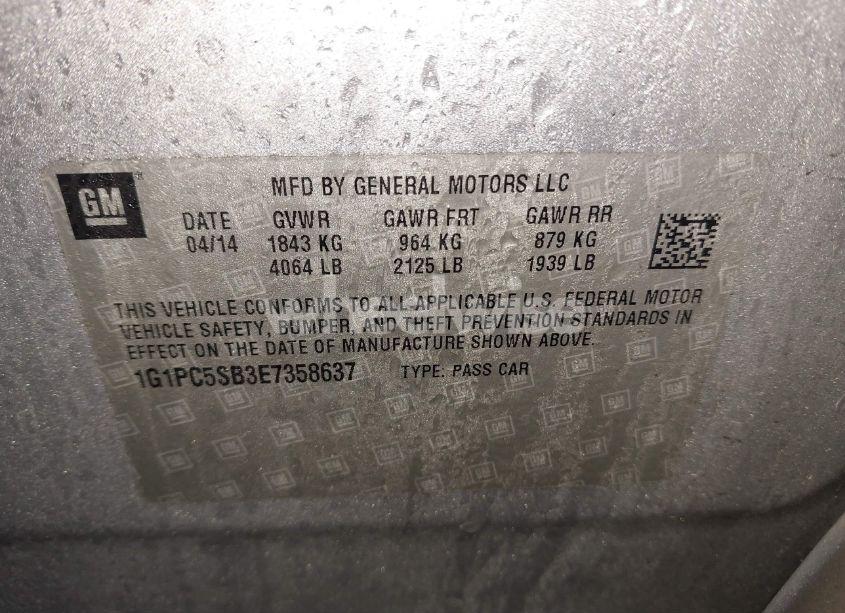 GM
MFD BY GENERAL MOTORS LLC
DATE GVWR GAWR FRT GAWR RR
04/14 1843 KG 964 KG 879 KG
4064 LB 2125 LB 1939 LB
THIS VEHICLE CONFORMS TO ALL APPLICABLE U.S. FEDERAL MOTOR
VEHICLE SAFETY, BUMPER, AND THEFT PREVENTION STANDARDS IN
EFFECT ON THE DATE OF MANUFACTURE SHOWN ABOVE.
1G1PC5SB3E7358637 TYPE: PASS CAR